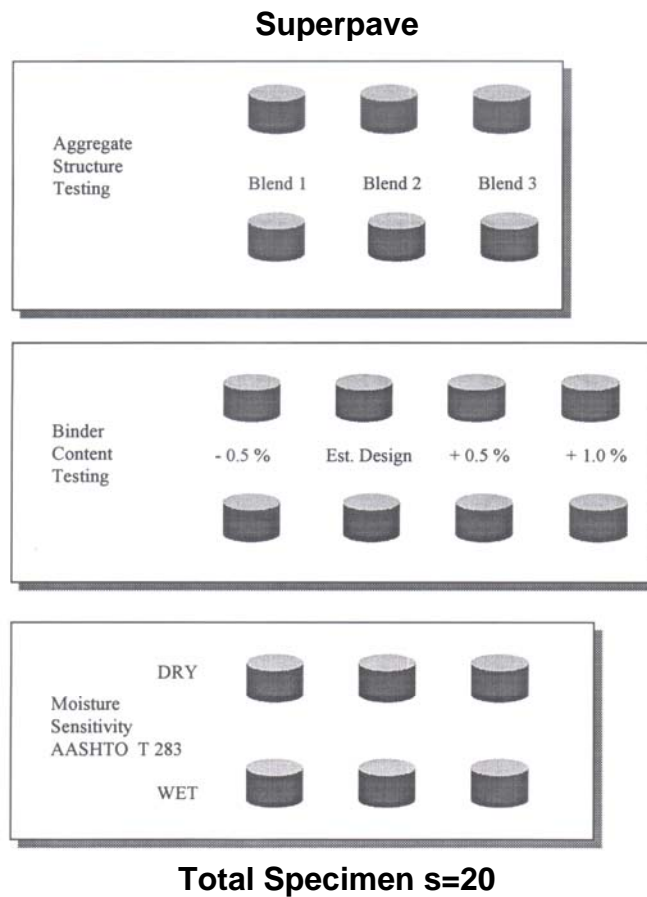 Superpave
Aggregate
Structure
Testing
Blend 1 Blend 2 Blend 3
Binder
Content
Testing
- 0.5 % Est. Design + 0.5 % + 1.0 %
DRY
Moisture
Sensitivity
AASHTO T 283
WET
Total Specimen s=20